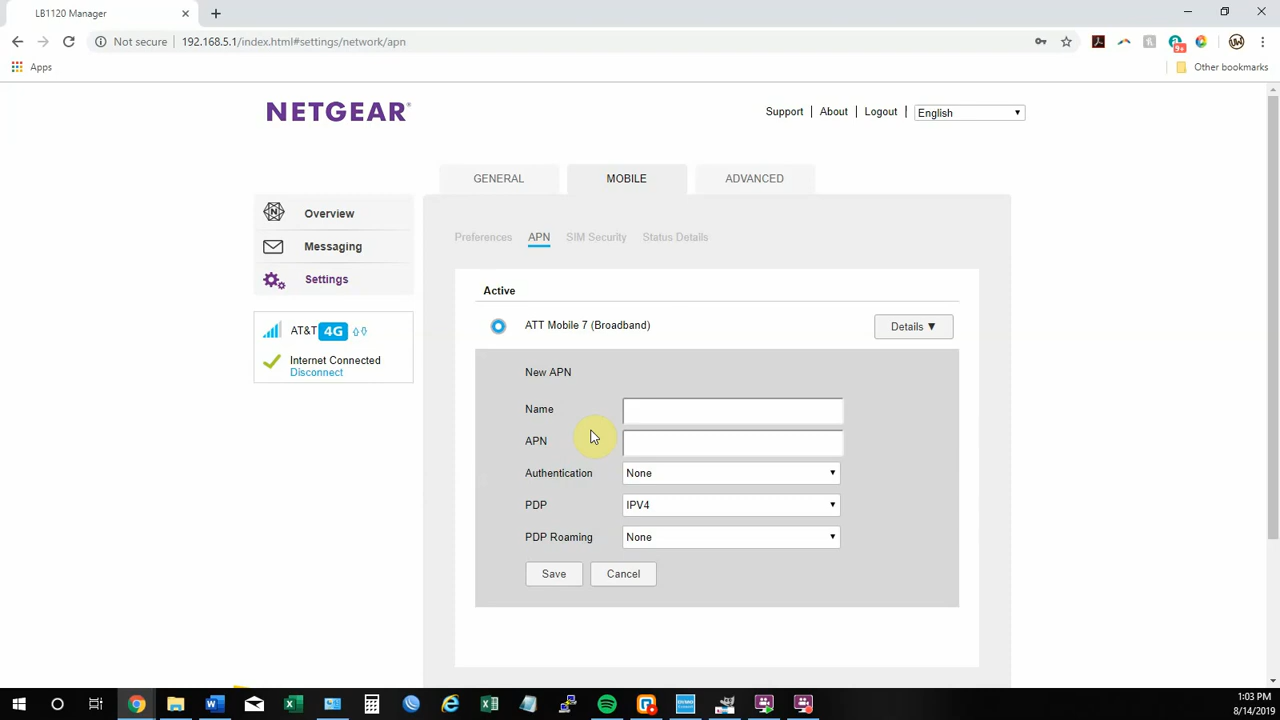 LB1120 Manager
Not secure
192.168.5.1/index.html#settings/network/apn
9+
UW
Apps
Other bookmarks
NETGEAR®
Support | About | Logout | English
GENERAL
MOBILE
ADVANCED
Overview
Messaging
Settings
AT&T 4G
Internet Connected
Disconnect
Preferences
APN
SIM Security
Status Details
Active
ATT Mobile 7 (Broadband)
Details ▼
New APN
Name
APN
Authentication None
PDP IPV4
PDP Roaming None
Save
Cancel
1:03 PM
8/14/2019